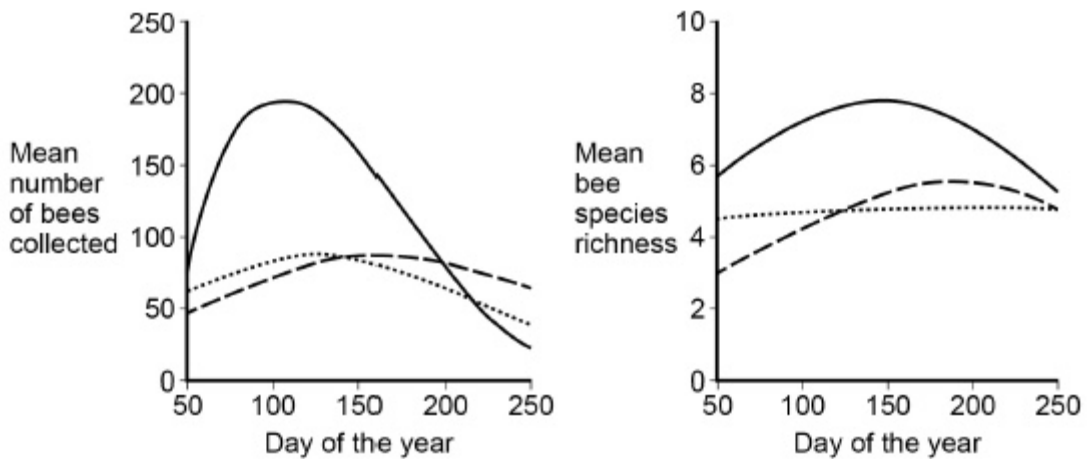 250
200
150
100
50
0
Mean
number
of bees
collected
50 100 150 200 250
Day of the year
10
8
6
4
2
0
Mean
bee
species
richness
50 100 150 200 250
Day of the year